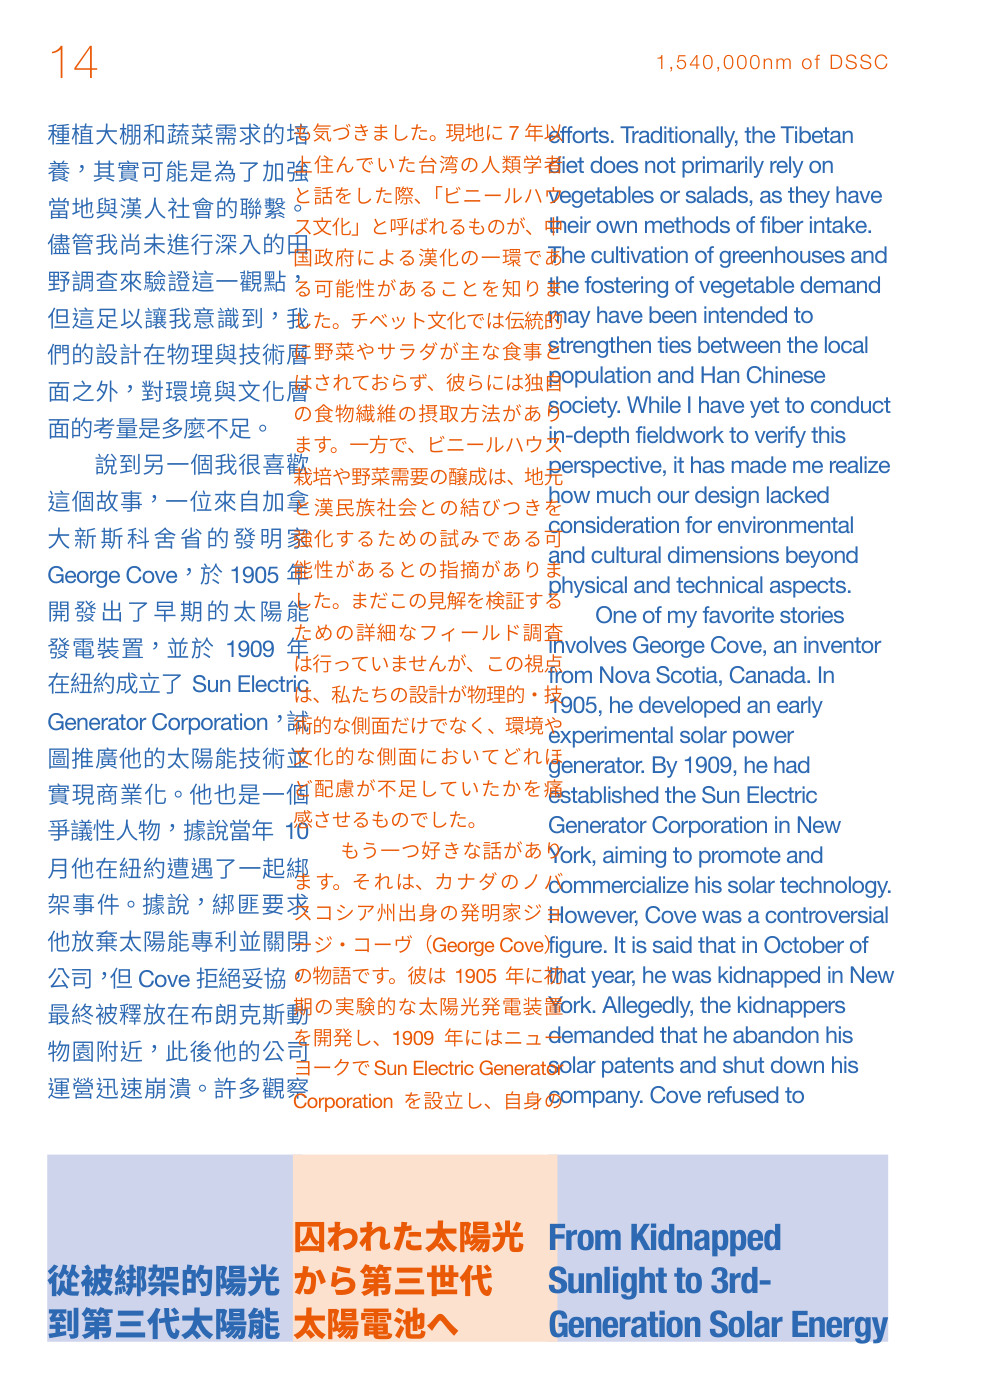 14
1,540,000nm of DSSC
種植大棚和蔬菜需求的培
養，其實可能是為了加強
當地與漢人社會的聯繫。
儘管我尚未進行深入的田
野調查來驗證這一觀點，
但這足以讓我意識到，我
們的設計在物理與技術層
面之外，對環境與文化層
面的考量是多麼不足。
說到另一個我很喜歡
這個故事，一位來自加拿
大新斯科舍省的發明家
George Cove，於 1905 年
開發出了早期的太陽能
發電裝置，並於 1909 年
在紐約成立了 Sun Electric
Generator Corporation，試
圖推廣他的太陽能技術並
實現商業化。他也是一個
爭議性人物，據說當年 10
月他在紐約遭遇了一起綁
架事件。據說，綁匪要求
他放棄太陽能專利並關閉
公司，但 Cove 拒絕妥協，
最終被釋放在布朗克斯動
物園附近，此後他的公司
運營迅速崩潰。許多觀察
も気づきました。現地に 7 年以
上住んでいた台湾の人類学者
と話をした際、「ビニールハウ
ス文化」と呼ばれるものが、中
国政府による漢化の一環であ
る可能性があることを知りま
した。チベット文化では伝統的
に野菜やサラダが主な食事と
はされておらず、彼らには独自
の食物繊維の摂取方法があり
ます。一方で、ビニールハウス
栽培や野菜需要の醸成は、地元
と漢民族社会との結びつきを
強化するための試みである可
能性があるとの指摘がありま
した。まだこの見解を検証する
ための詳細なフィールド調査
は行っていませんが、この視点
は、私たちの設計が物理的・技
術的な側面だけでなく、環境や
文化的な側面においてどれほ
ど配慮が不足していたかを痛
感させるものでした。
もう一つ好きな話があり
ます。それは、カナダのノバ
スコシア州出身の発明家ジョ
ージ・コーヴ（George Cove）
の物語です。彼は 1905 年に初
期の実験的な太陽光発電装置
を開発し、1909 年にはニュー
ヨークで Sun Electric Generator
Corporation を設立し、自身の
efforts. Traditionally, the Tibetan
diet does not primarily rely on
vegetables or salads, as they have
their own methods of fiber intake.
The cultivation of greenhouses and
the fostering of vegetable demand
may have been intended to
strengthen ties between the local
population and Han Chinese
society. While I have yet to conduct
in-depth fieldwork to verify this
perspective, it has made me realize
how much our design lacked
consideration for environmental
and cultural dimensions beyond
physical and technical aspects.
One of my favorite stories
involves George Cove, an inventor
from Nova Scotia, Canada. In
1905, he developed an early
experimental solar power
generator. By 1909, he had
established the Sun Electric
Generator Corporation in New
York, aiming to promote and
commercialize his solar technology.
However, Cove was a controversial
figure. It is said that in October of
that year, he was kidnapped in New
York. Allegedly, the kidnappers
demanded that he abandon his
solar patents and shut down his
company. Cove refused to
從被綁架的陽光
到第三代太陽能
囚われた太陽光
から第三世代
太陽電池へ
From Kidnapped
Sunlight to 3rd-
Generation Solar Energy